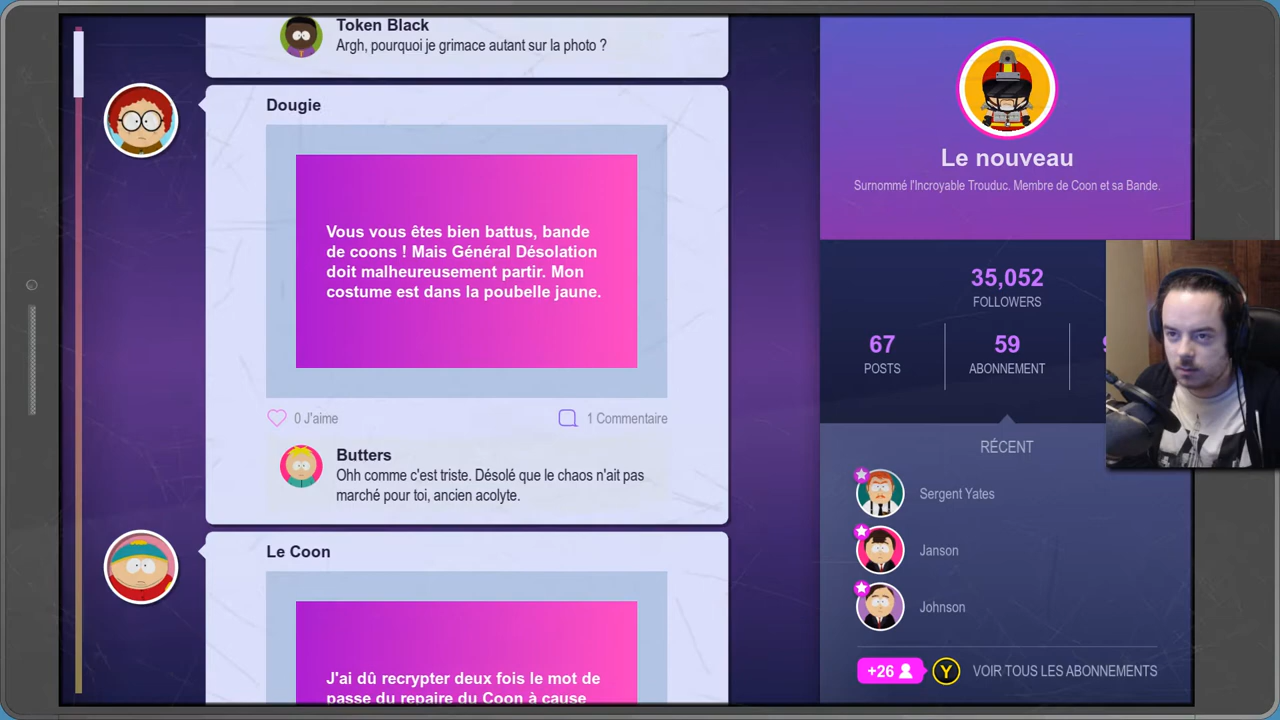 Token Black
Argh, pourquoi je grimace autant sur la photo ?
Dougie
Vous vous êtes bien battus, bande
de coons ! Mais Général Désolation
doit malheureusement partir. Mon
costume est dans la poubelle jaune.
0 J'aime
1 Commentaire
Butters
Ohh comme c'est triste. Désolé que le chaos n'ait pas
marché pour toi, ancien acolyte.
Le Coon
J'ai dû recrypter deux fois le mot de
passe du repaire du Coon à cause
Le nouveau
Surnommé l'Incroyable Trouduc. Membre de Coon et sa Bande.
35,052
FOLLOWERS
67
POSTS
59
ABONNEMENT
RÉCENT
Sergent Yates
Janson
Johnson
+26
Y
VOIR TOUS LES ABONNEMENTS